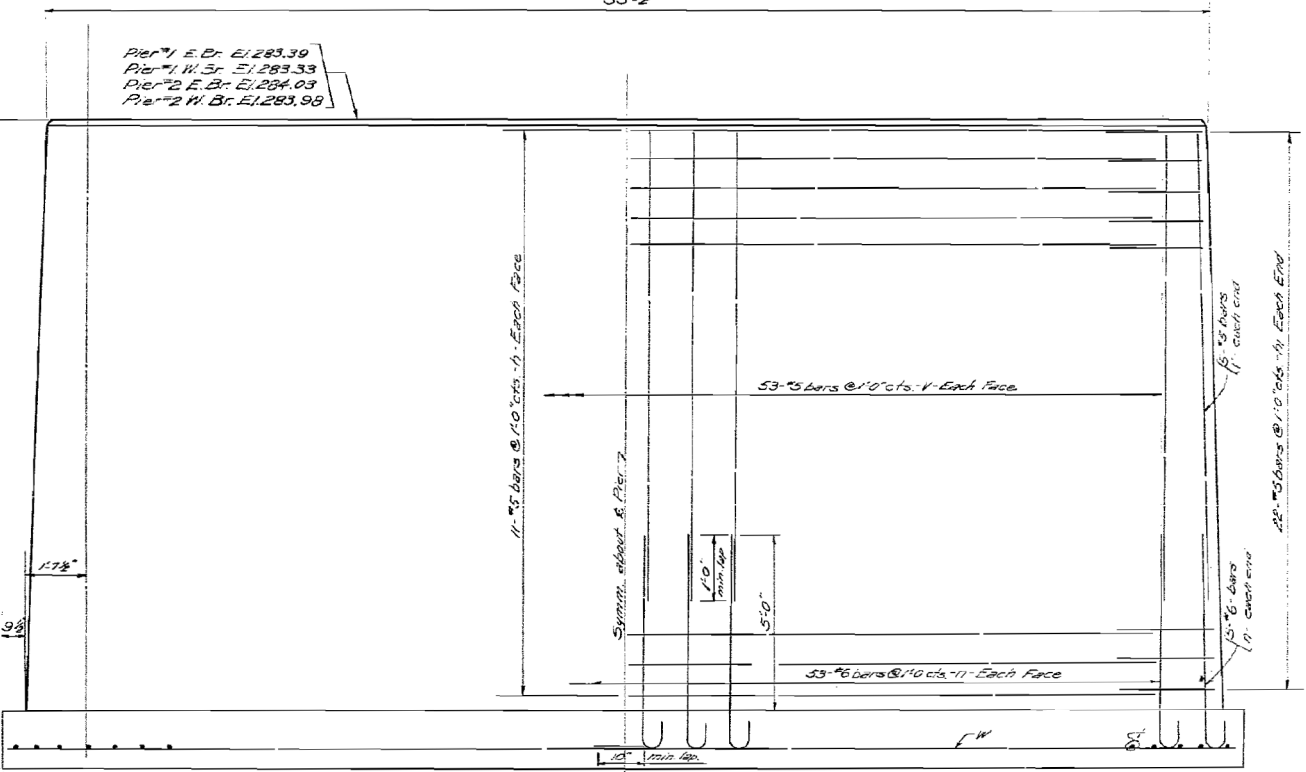 Pier #1 E. Br. El. 283.39
Pier #1 W. Br. El. 283.33
Pier #2 E. Br. El. 284.03
Pier #2 W. Br. El. 283.98
11-#5 bars @ 1'-0" cts.-h-Each Face
Symm. about ℄ Pier
53-#5 bars @ 1'-0" cts.-V-Each Face
5-#5 bars
each end
22-#5 bars @ 1'-0" cts.-h1 Each End
1'-7½"
9½"
1'-0"
min. lap
5'-0"
5-#6 bars
n-each end
53-#6 bars @ 1'-0 cts.-n-Each Face
10" min. lap.
W